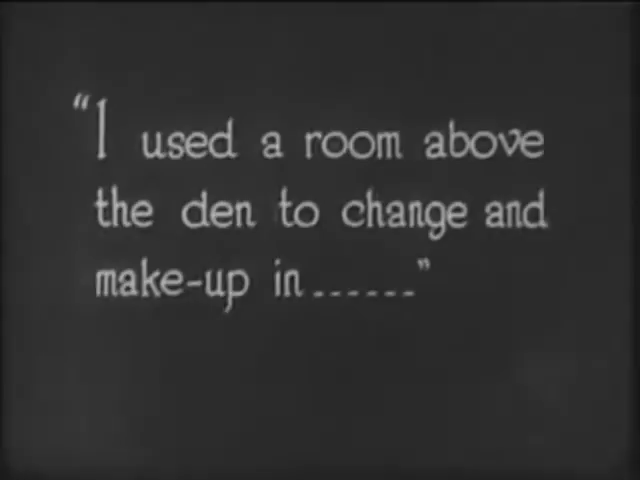 "I used a room above
the den to change and
make-up in......"